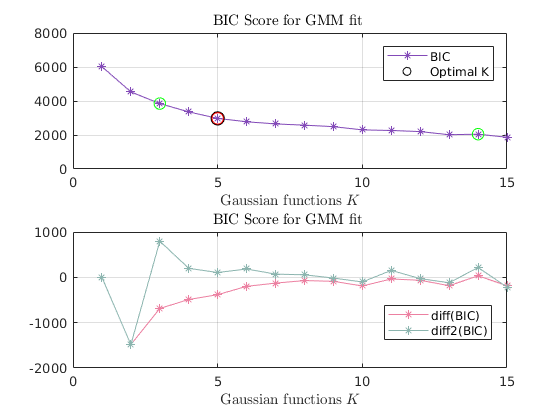 BIC Score for GMM fit
8000
6000
4000
2000
0
BIC
Optimal K
0 5 10 15
Gaussian functions K
BIC Score for GMM fit
1000
0
-1000
-2000
diff(BIC)
diff2(BIC)
0 5 10 15
Gaussian functions K